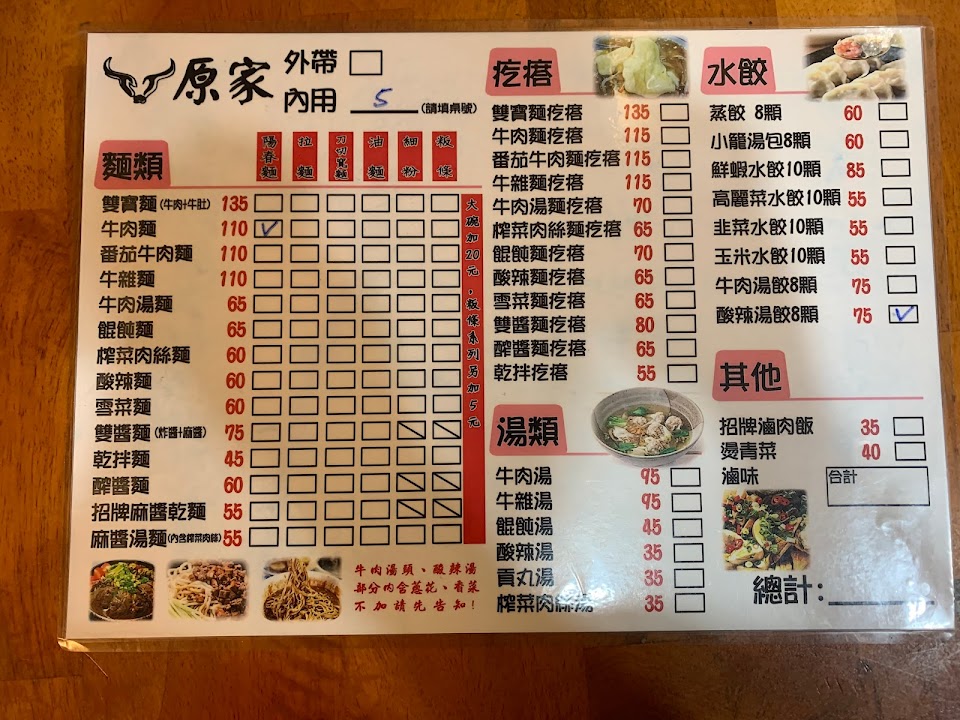 原家
外帶
內用 5 (請填桌號)
麵類
陽春麵 拉麵 刀切寬麵 油麵 細粉 粄條
雙寶麵(牛肉+牛肚) 135
牛肉麵 110 ✓
番茄牛肉麵 110
牛雜麵 110
牛肉湯麵 65
餛飩麵 65
榨菜肉絲麵 60
酸辣麵 60
雪菜麵 60
雙醬麵(炸醬+麻醬) 75
乾拌麵 45
酢醬麵 60
招牌麻醬乾麵 55
麻醬湯麵(內含榨菜肉絲) 55
大碗加20元,粄條系列另加5元
牛肉湯頭、酸辣湯
部分內含蔥花、香菜
不加請先告知!
疙瘩
雙寶麵疙瘩 135
牛肉麵疙瘩 115
番茄牛肉麵疙瘩 115
牛雜麵疙瘩 115
牛肉湯麵疙瘩 70
榨菜肉絲麵疙瘩 65
餛飩麵疙瘩 70
酸辣麵疙瘩 65
雪菜麵疙瘩 65
雙醬麵疙瘩 80
酢醬麵疙瘩 65
乾拌疙瘩 55
湯類
牛肉湯 95
牛雜湯 95
餛飩湯 45
酸辣湯 35
貢丸湯 35
榨菜肉絲湯 35
水餃
蒸餃 8顆 60
小籠湯包8顆 60
鮮蝦水餃10顆 85
高麗菜水餃10顆 55
韭菜水餃10顆 55
玉米水餃10顆 55
牛肉湯餃8顆 75
酸辣湯餃8顆 75 ✓
其他
招牌滷肉飯 35
燙青菜 40
滷味 合計
總計: